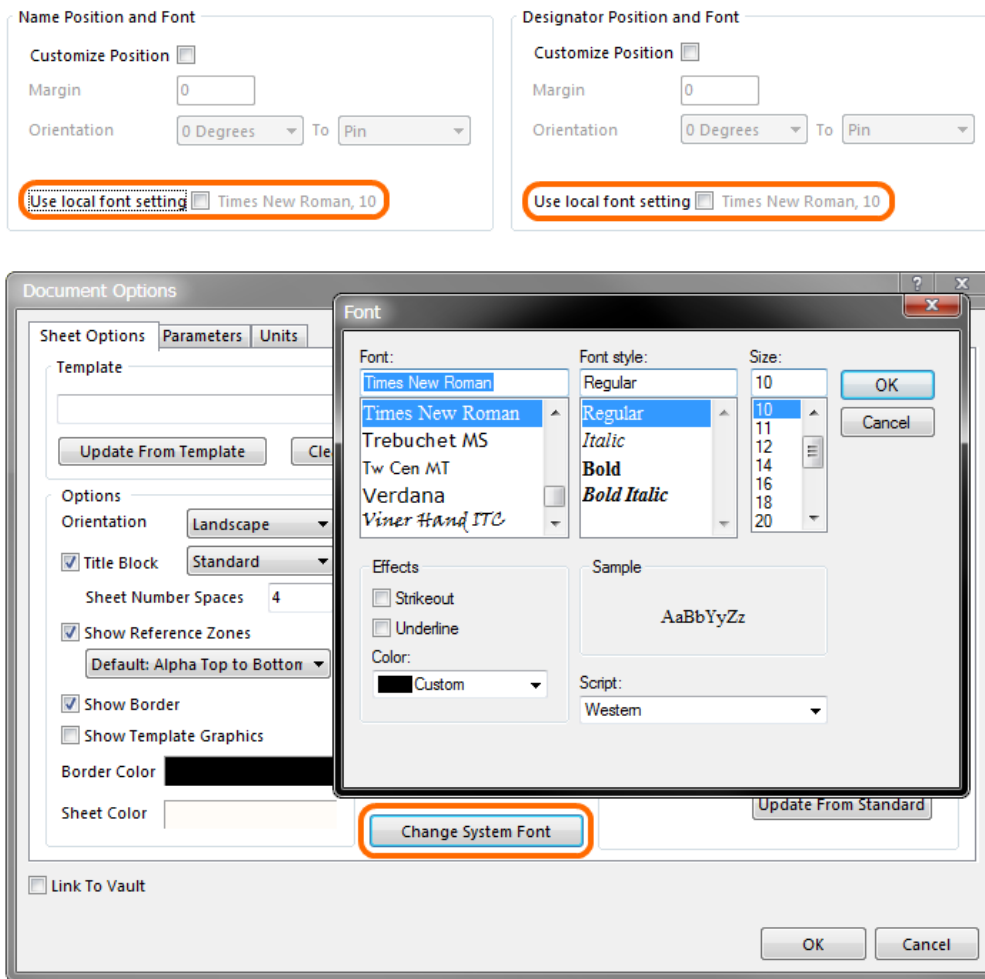 Name Position and Font
Customize Position
Margin 0
Orientation 0 Degrees To Pin
Use local font setting Times New Roman, 10
Designator Position and Font
Customize Position
Margin 0
Orientation 0 Degrees To Pin
Use local font setting Times New Roman, 10
Document Options
? x
Sheet Options Parameters Units
Template
Update From Template Cle
Options
Orientation Landscape
Title Block Standard
Sheet Number Spaces 4
Show Reference Zones
Default: Alpha Top to Botton
Show Border
Show Template Graphics
Border Color
Sheet Color
Font
x
Font:
Times New Roman
Times New Roman
Trebuchet MS
Tw Cen MT
Verdana
Viner Hand ITC
Font style:
Regular
Regular
Italic
Bold
Bold Italic
Size:
10
10
11
12
14
16
18
20
OK
Cancel
Effects
Strikeout
Underline
Color:
Custom
Sample
AaBbYyZz
Script:
Western
Update From Standard
Change System Font
Link To Vault
OK Cancel